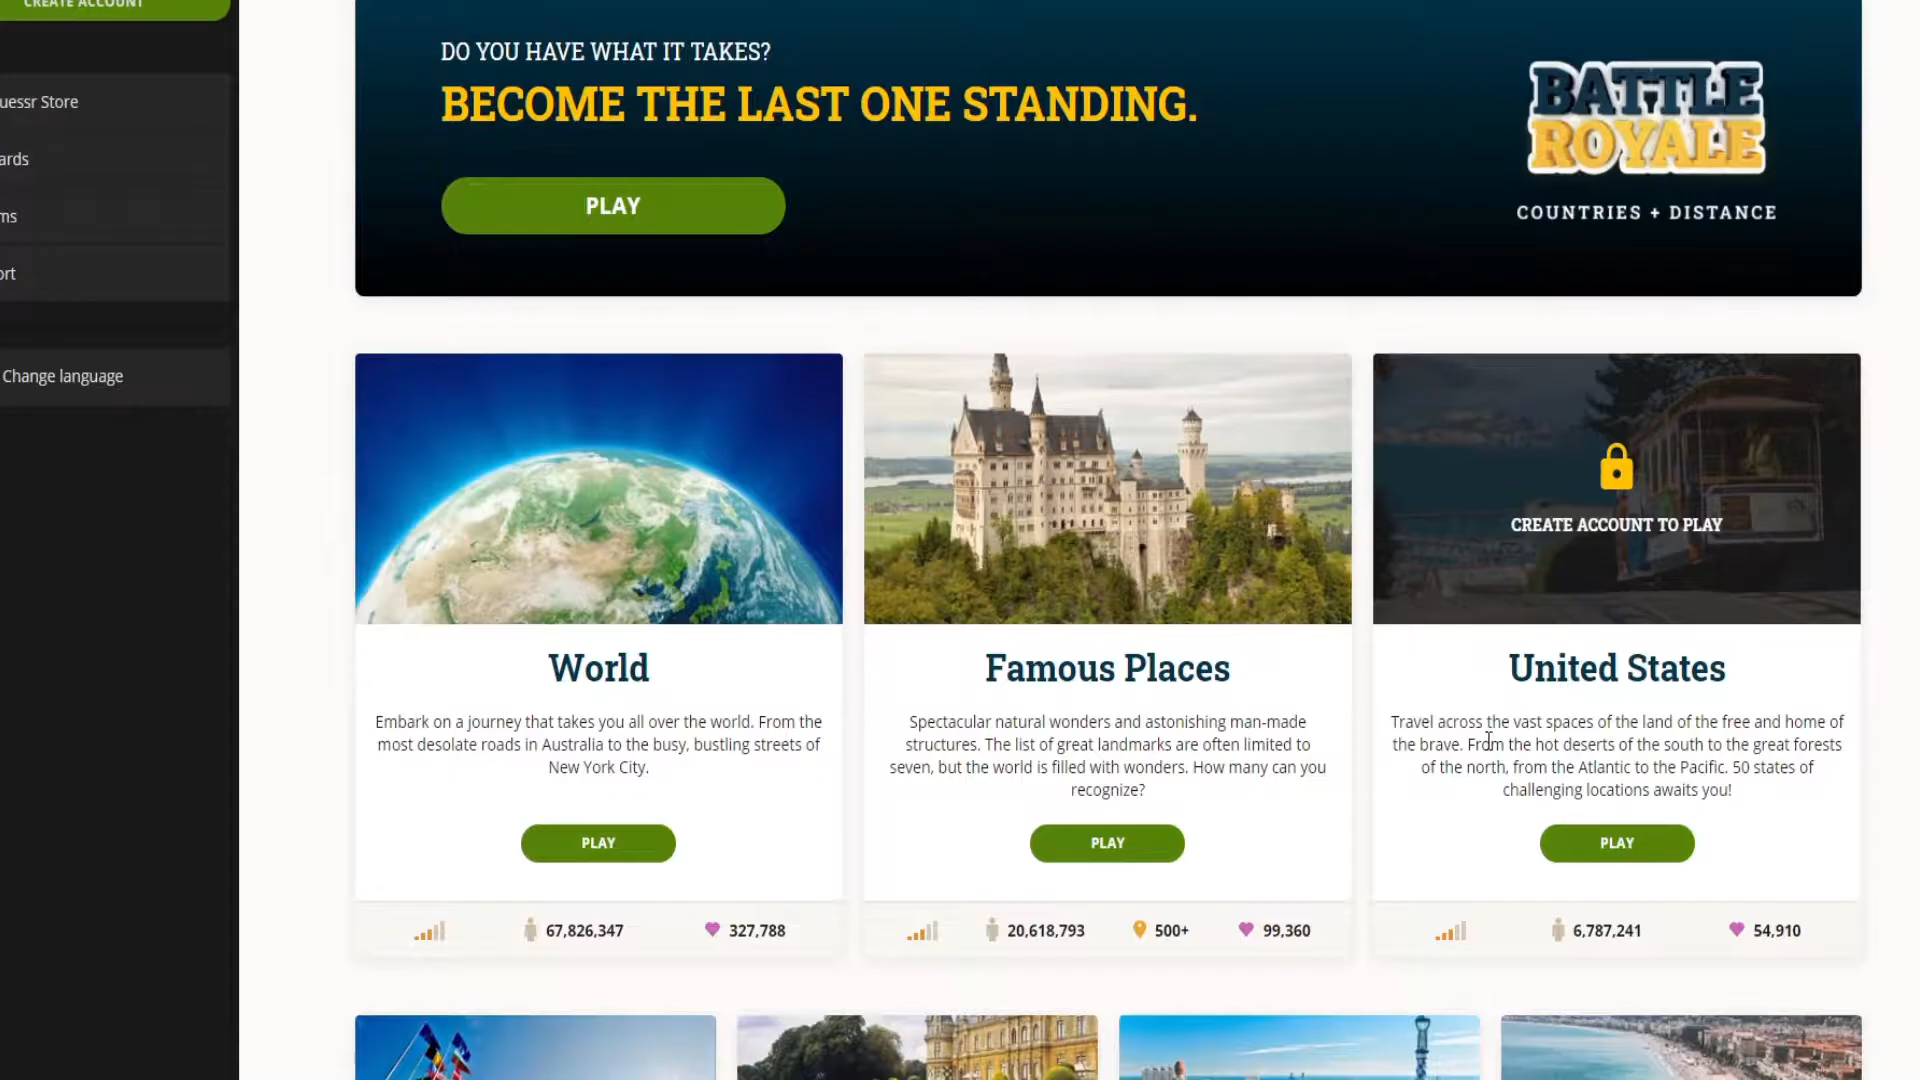 CREATE ACCOUNT
uessr Store
ards
ms
ort
Change language
DO YOU HAVE WHAT IT TAKES?
BECOME THE LAST ONE STANDING.
PLAY
BATTLE
ROYALE
COUNTRIES + DISTANCE
CREATE ACCOUNT TO PLAY
World
Embark on a journey that takes you all over the world. From the
most desolate roads in Australia to the busy, bustling streets of
New York City.
PLAY
67,826,347
327,788
Famous Places
Spectacular natural wonders and astonishing man-made
structures. The list of great landmarks are often limited to
seven, but the world is filled with wonders. How many can you
recognize?
PLAY
20,618,793
500+
99,360
United States
Travel across the vast spaces of the land of the free and home of
the brave. From the hot deserts of the south to the great forests
of the north, from the Atlantic to the Pacific. 50 states of
challenging locations awaits you!
PLAY
6,787,241
54,910